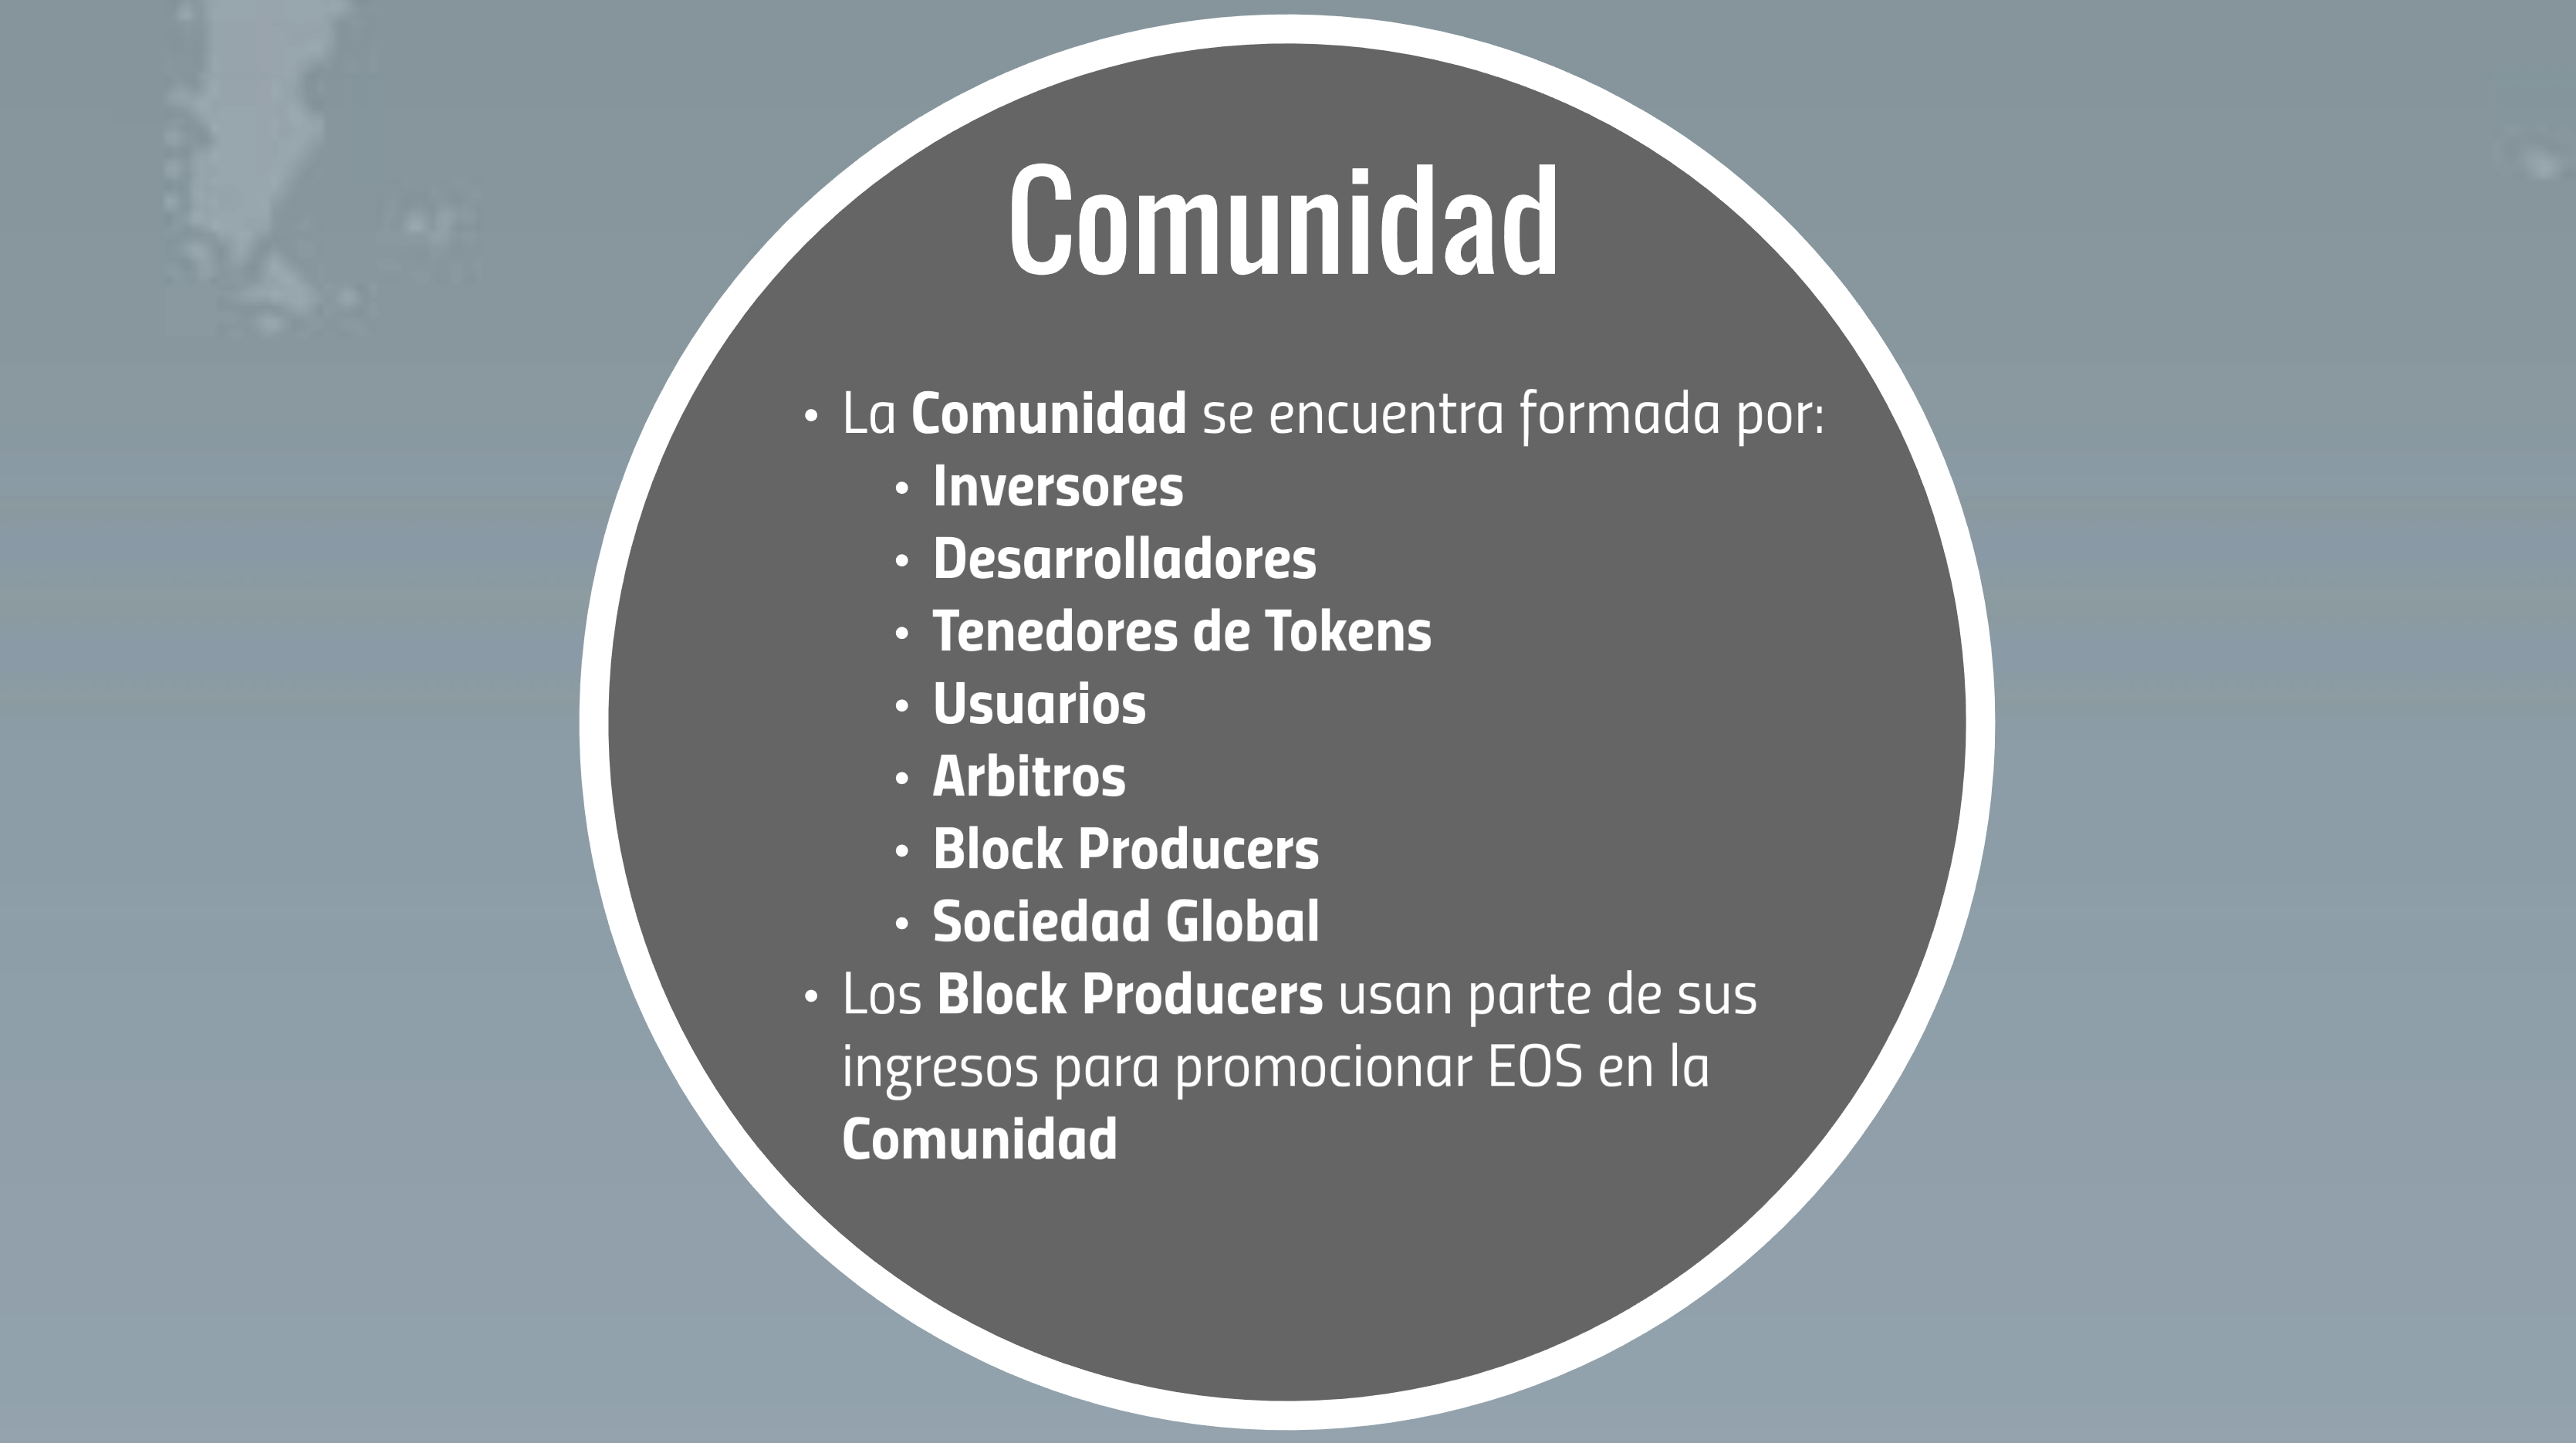 Comunidad
• La Comunidad se encuentra formada por:
• Inversores
• Desarrolladores
• Tenedores de Tokens
• Usuarios
• Arbitros
• Block Producers
• Sociedad Global
• Los Block Producers usan parte de sus
ingresos para promocionar EOS en la
Comunidad